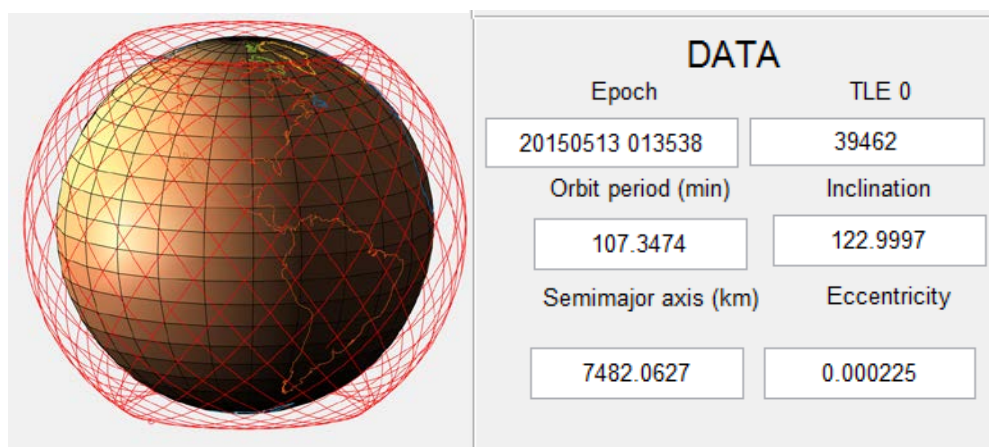 DATA
Epoch TLE 0
20150513 013538 39462
Orbit period (min) Inclination
107.3474 122.9997
Semimajor axis (km) Eccentricity
7482.0627 0.000225